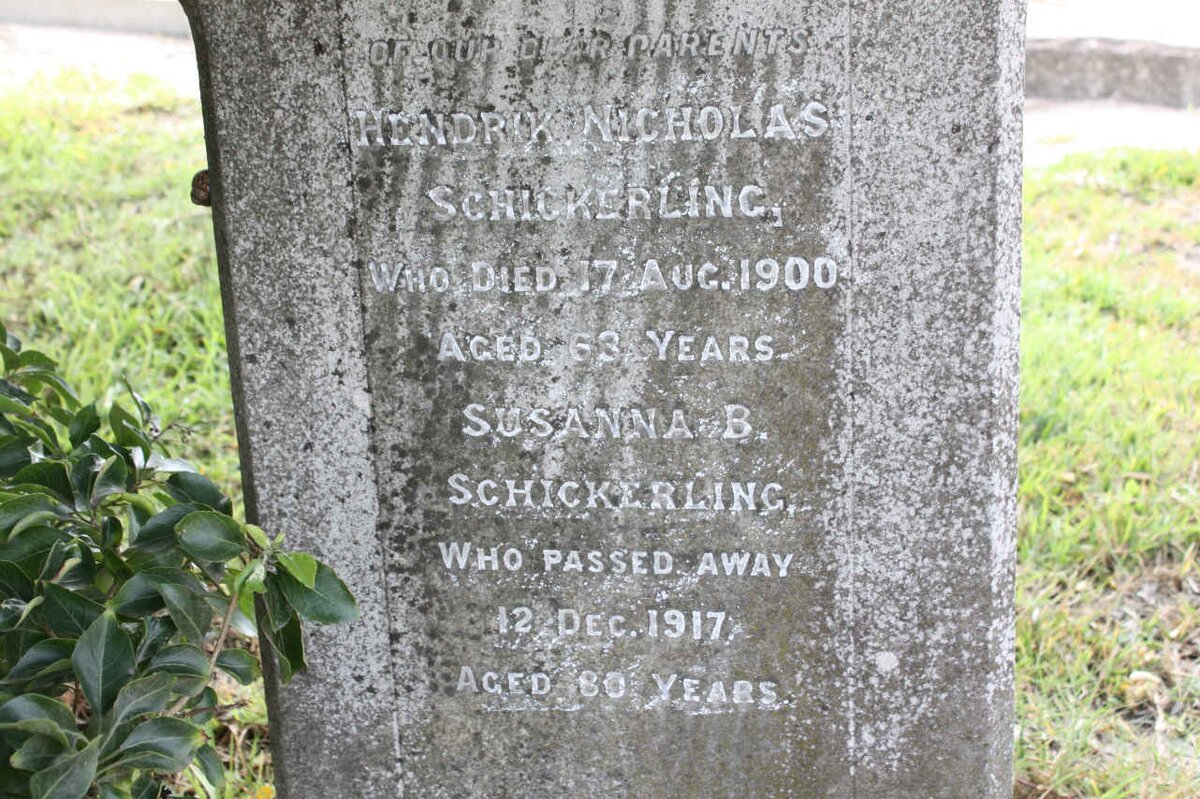 OF OUR DEAR PARENTS
HENDRIK NICHOLAS
SCHICKERLING,
WHO DIED 17 AUG. 1900
AGED 63 YEARS.
SUSANNA B.
SCHICKERLING,
WHO PASSED AWAY
12 DEC. 1917,
AGED 80 YEARS.